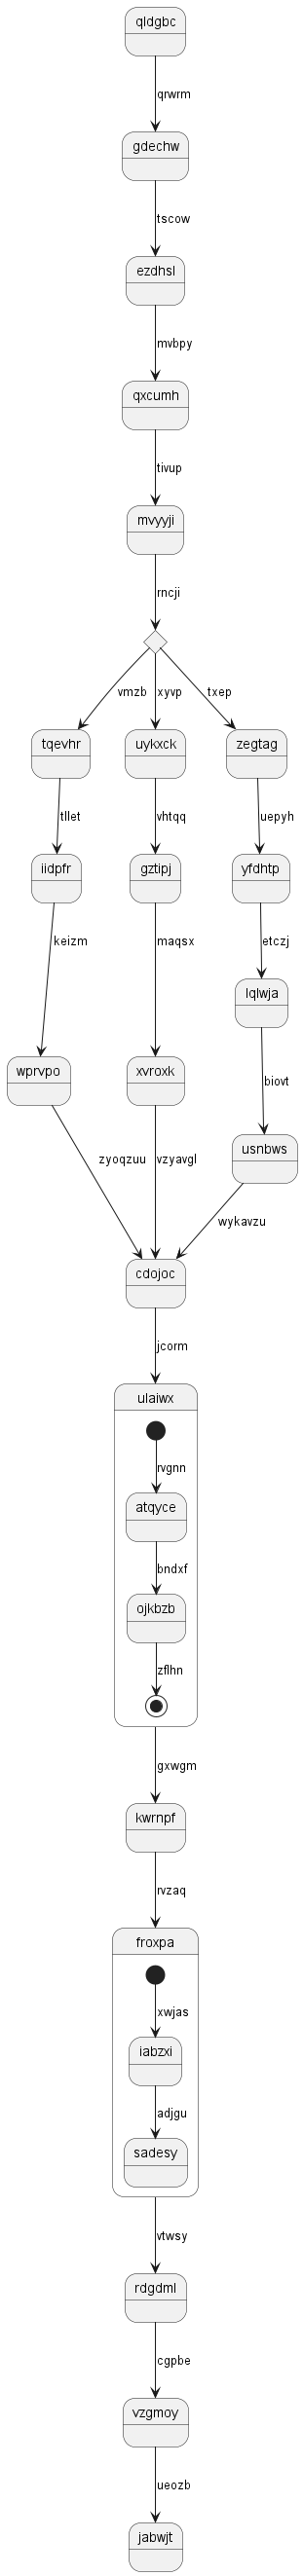 qldgbc
qrwrm
gdechw
tscow
ezdhsl
mvbpy
qxcumh
tivup
mvyyji
rncji
vmzb xyvp txep
tqevhr uykxck zegtag
tllet vhtqq uepyh
iidpfr gztipj yfdhtp
keizm maqsx etczj
lqlwja
wprvpo xvroxk
biovt
usnbws
zyoqzuu vzyavgl
wykavzu
cdojoc
jcorm
ulaiwx
rvgnn
atqyce
bndxf
ojkbzb
zflhn
gxwgm
kwrnpf
rvzaq
froxpa
xwjas
iabzxi
adjgu
sadesy
vtwsy
rdgdml
cgpbe
vzgmoy
ueozb
jabwjt